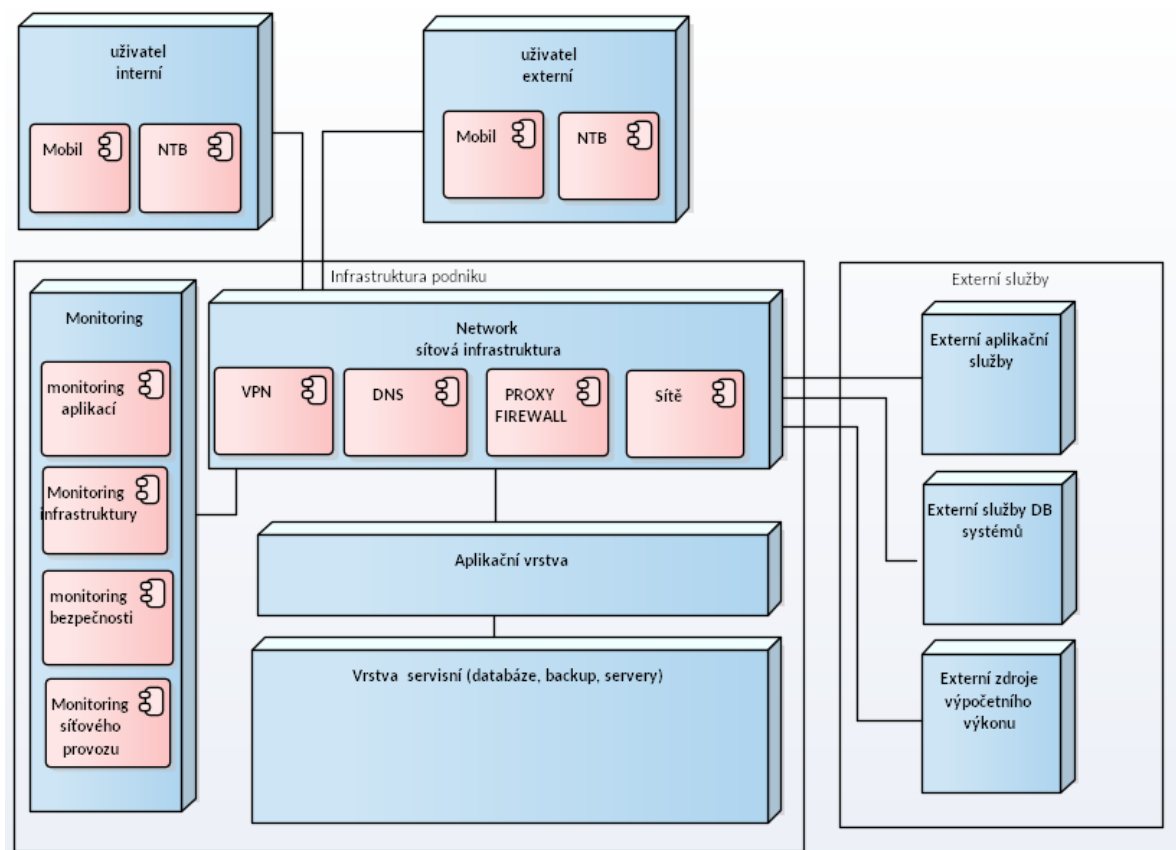 uživatel
interní
Mobil
NTB
uživatel
externí
Mobil
NTB
Infrastruktura podniku
Monitoring
monitoring
aplikací
Monitoring
infrastruktury
monitoring
bezpečnosti
Monitoring
síťového
provozu
Network
sítová infrastruktura
VPN
DNS
PROXY
FIREWALL
Sítě
Aplikační vrstva
Vrstva servisní (databáze, backup, servery)
Externí služby
Externí aplikační
služby
Externí služby DB
systémů
Externí zdroje
výpočetního
výkonu